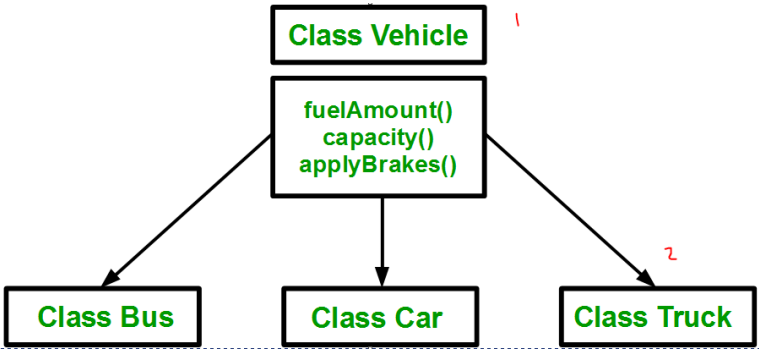 Class Vehicle
1
fuelAmount()
capacity()
applyBrakes()
2
Class Bus
Class Car
Class Truck